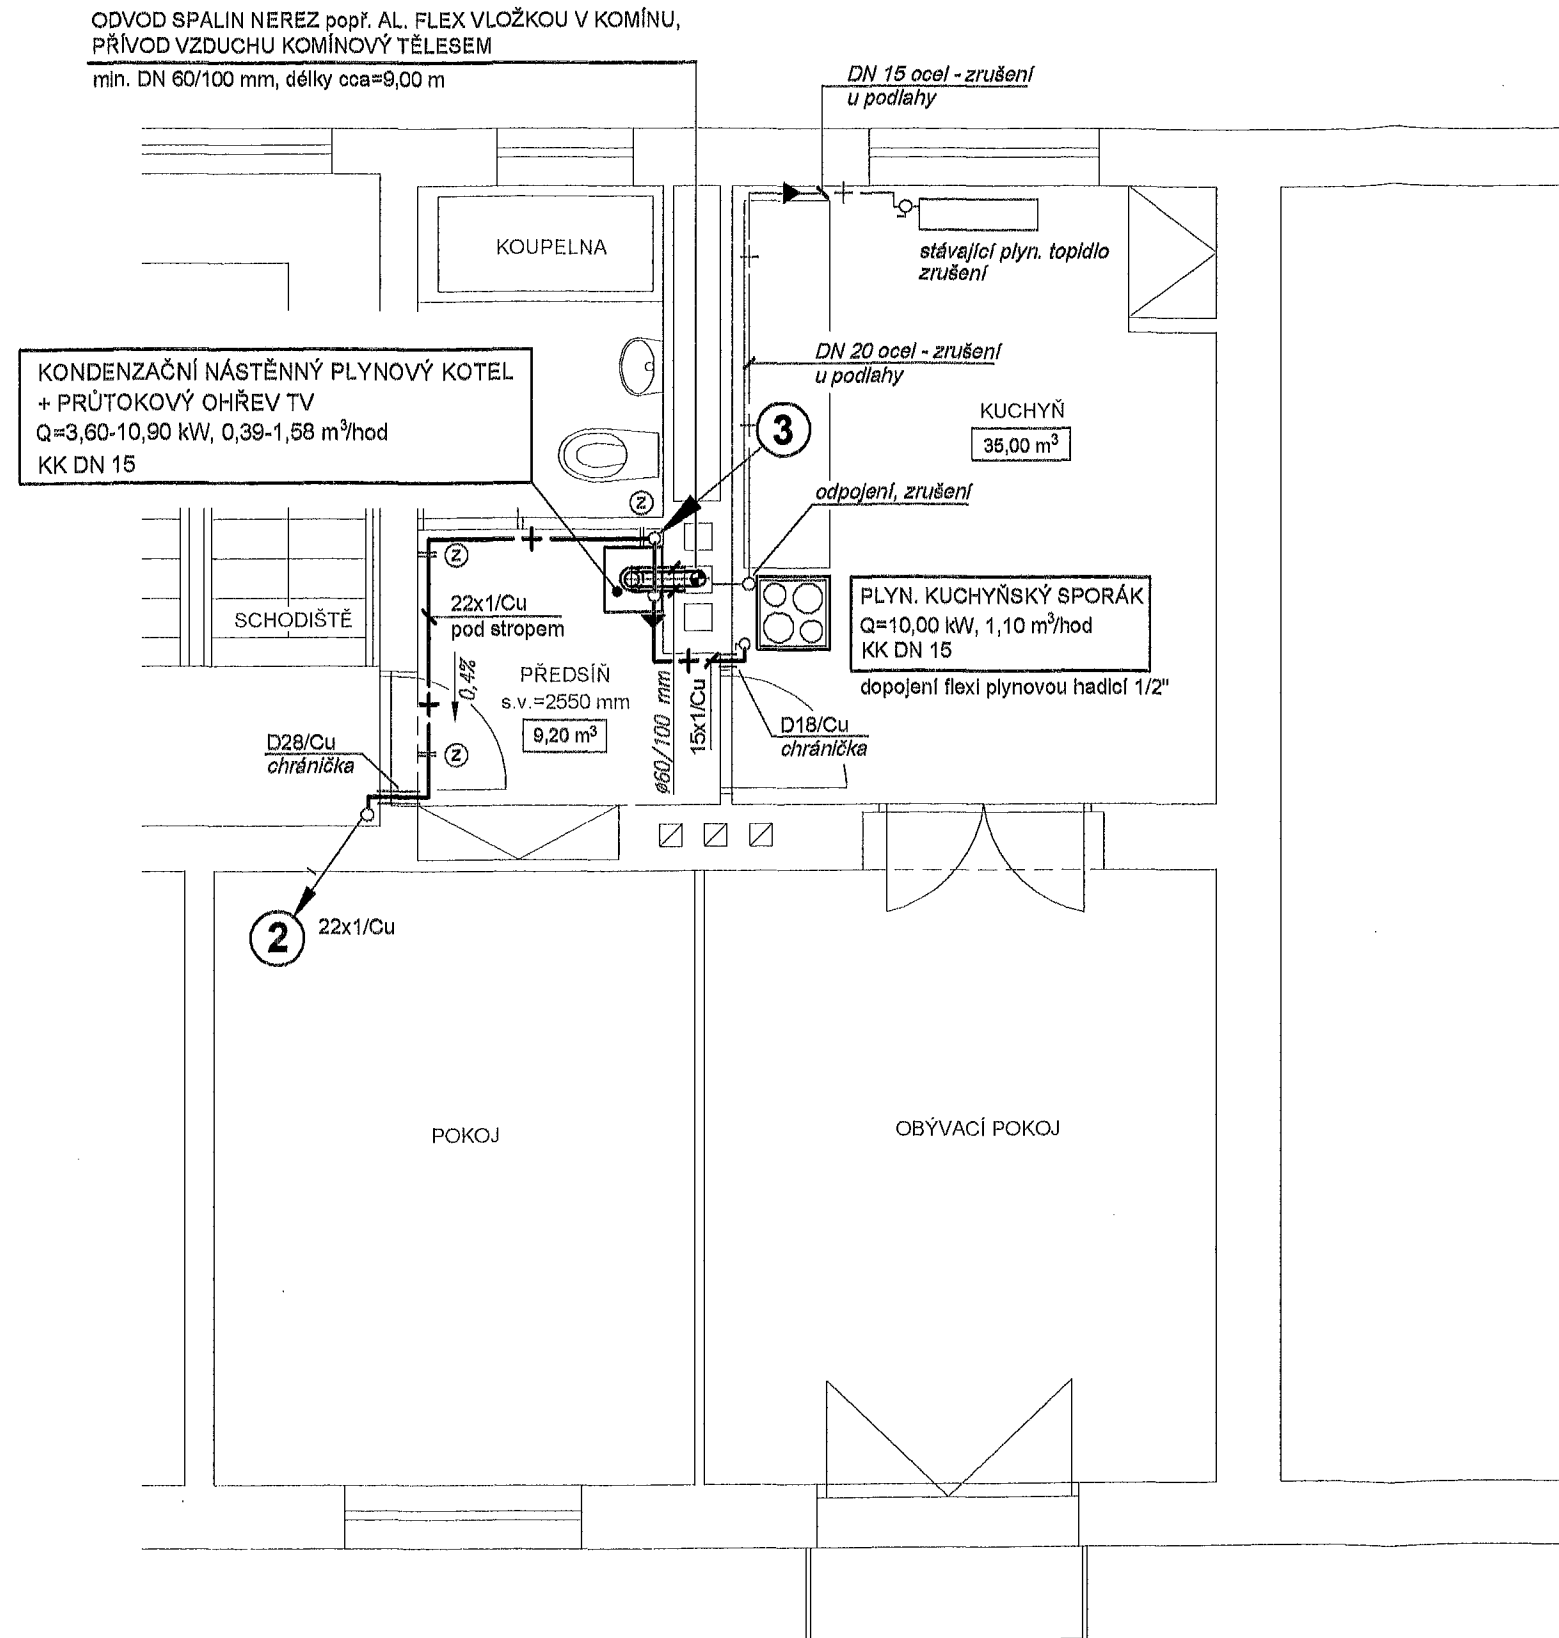 ODVOD SPALIN NEREZ popř. AL. FLEX VLOŽKOU V KOMÍNU,
PŘÍVOD VZDUCHU KOMÍNOVÝ TĚLESEM
min. DN 60/100 mm, délky cca=9,00 m
DN 15 ocel - zrušení
u podlahy
KOUPELNA
stávající plyn. topidlo
zrušení
KONDENZAČNÍ NÁSTĚNNÝ PLYNOVÝ KOTEL
+ PRŮTOKOVÝ OHŘEV TV
Q=3,60-10,90 kW, 0,39-1,58 m³/hod
KK DN 15
DN 20 ocel - zrušení
u podlahy
3
KUCHYŇ
35,00 m³
odpojení, zrušení
Z
Z
PLYN. KUCHYŇSKÝ SPORÁK
Q=10,00 kW, 1,10 m³/hod
KK DN 15
dopojení flexi plynovou hadicí 1/2"
SCHODIŠTĚ
22x1/Cu
pod stropem
0,4%
PŘEDSÍŇ
s.v.=2550 mm
9,20 m³
ø60/100 mm
15x1/Cu
D18/Cu
chránička
D28/Cu
chránička
Z
2
22x1/Cu
POKOJ
OBÝVACÍ POKOJ